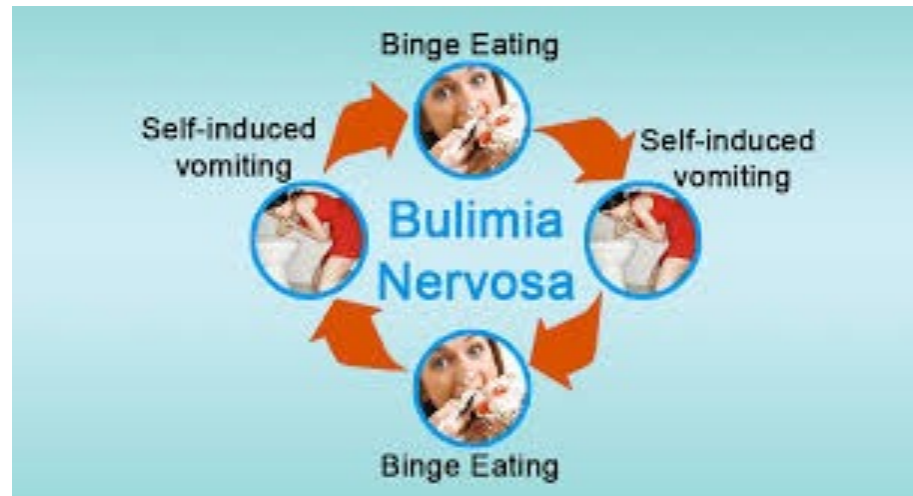 Binge Eating
Self-induced
vomiting
Self-induced
vomiting
Bulimia
Nervosa
Binge Eating